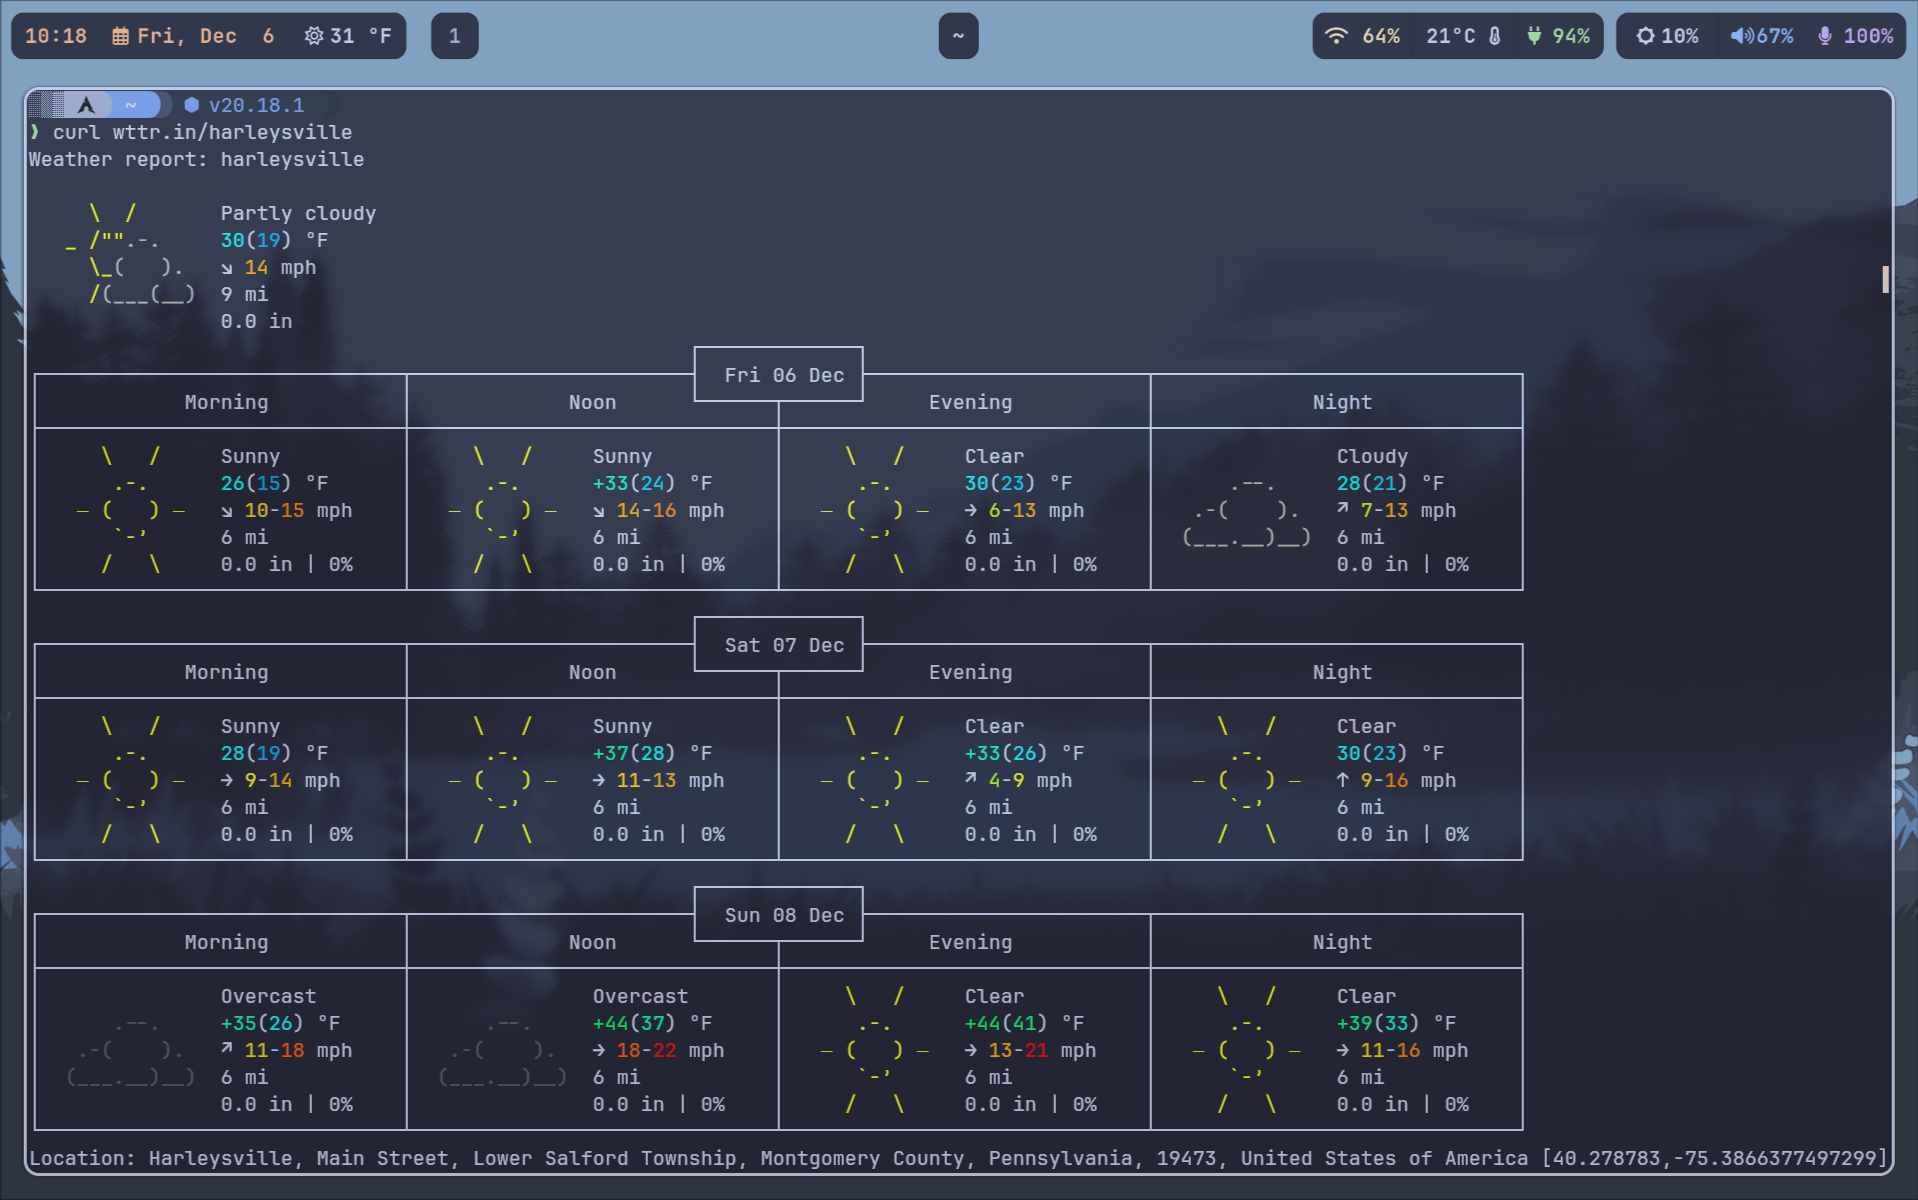 10:18 Fri, Dec 6 31 °F 1 ~ 64% 21°C 94% 10% 67% 100%
~ v20.18.1
❯ curl wttr.in/harleysville
Weather report: harleysville
\ / Partly cloudy
_ /"".-. 30(19) °F
\_( ). ↘ 14 mph
/(___(__) 9 mi
0.0 in
Fri 06 Dec
Morning Noon Evening Night
\ / Sunny \ / Sunny \ / Clear Cloudy
.-. 26(15) °F .-. +33(24) °F .-. 30(23) °F .--. 28(21) °F
― ( ) ― ↘ 10-15 mph ― ( ) ― ↘ 14-16 mph ― ( ) ― → 6-13 mph .-( ). ↗ 7-13 mph
`-’ 6 mi `-’ 6 mi `-’ 6 mi (___.__)__) 6 mi
/ \ 0.0 in | 0% / \ 0.0 in | 0% / \ 0.0 in | 0% 0.0 in | 0%
Sat 07 Dec
Morning Noon Evening Night
\ / Sunny \ / Sunny \ / Clear \ / Clear
.-. 28(19) °F .-. +37(28) °F .-. +33(26) °F .-. 30(23) °F
― ( ) ― → 9-14 mph ― ( ) ― → 11-13 mph ― ( ) ― ↗ 4-9 mph ― ( ) ― ↑ 9-16 mph
`-’ 6 mi `-’ 6 mi `-’ 6 mi `-’ 6 mi
/ \ 0.0 in | 0% / \ 0.0 in | 0% / \ 0.0 in | 0% / \ 0.0 in | 0%
Sun 08 Dec
Morning Noon Evening Night
Overcast Overcast \ / Clear \ / Clear
.--. +35(26) °F .--. +44(37) °F .-. +44(41) °F .-. +39(33) °F
.-( ). ↗ 11-18 mph .-( ). → 18-22 mph ― ( ) ― → 13-21 mph ― ( ) ― → 11-16 mph
(___.__)__) 6 mi (___.__)__) 6 mi `-’ 6 mi `-’ 6 mi
0.0 in | 0% 0.0 in | 0% / \ 0.0 in | 0% / \ 0.0 in | 0%
Location: Harleysville, Main Street, Lower Salford Township, Montgomery County, Pennsylvania, 19473, United States of America [40.278783,-75.3866377497299]